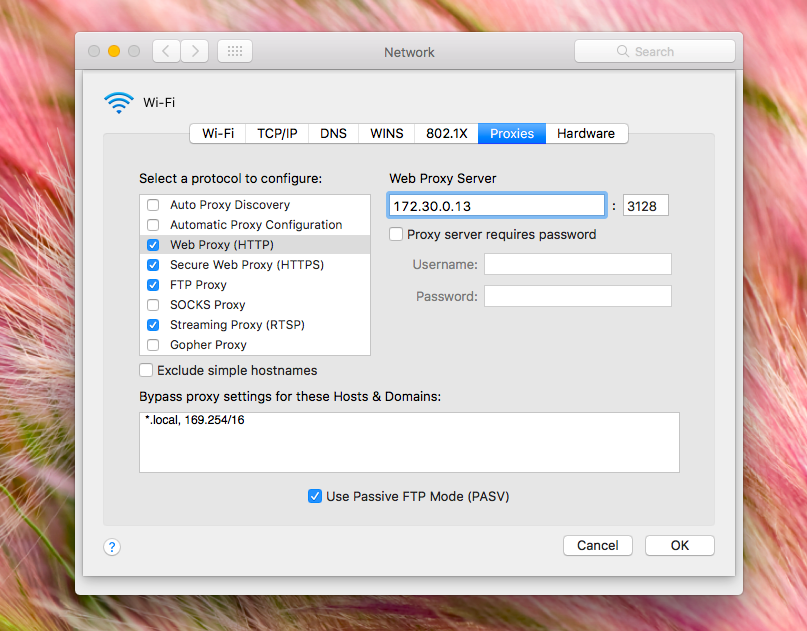 Network
Search
Wi-Fi
Wi-Fi TCP/IP DNS WINS 802.1X Proxies Hardware
Select a protocol to configure:
Auto Proxy Discovery
Automatic Proxy Configuration
Web Proxy (HTTP)
Secure Web Proxy (HTTPS)
FTP Proxy
SOCKS Proxy
Streaming Proxy (RTSP)
Gopher Proxy
Exclude simple hostnames
Web Proxy Server
172.30.0.13 : 3128
Proxy server requires password
Username:
Password:
Bypass proxy settings for these Hosts & Domains:
*.local, 169.254/16
Use Passive FTP Mode (PASV)
? Cancel OK